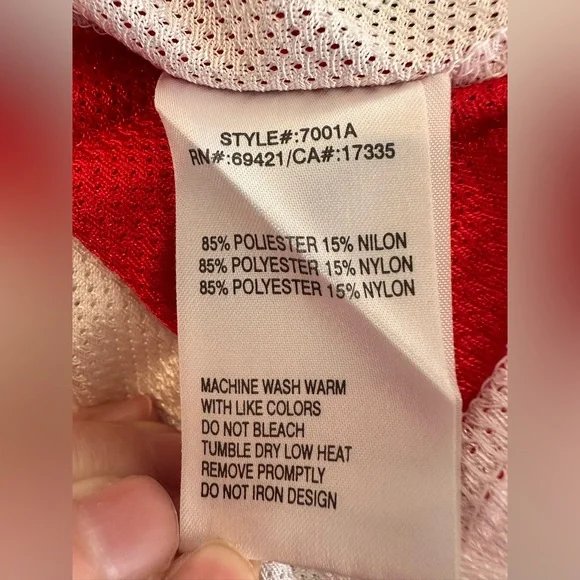 STYLE#:7001A
RN#:69421/CA#:17335
85% POLIESTER 15% NILON
85% POLYESTER 15% NYLON
85% POLYESTER 15% NYLON
MACHINE WASH WARM
WITH LIKE COLORS
DO NOT BLEACH
TUMBLE DRY LOW HEAT
REMOVE PROMPTLY
DO NOT IRON DESIGN